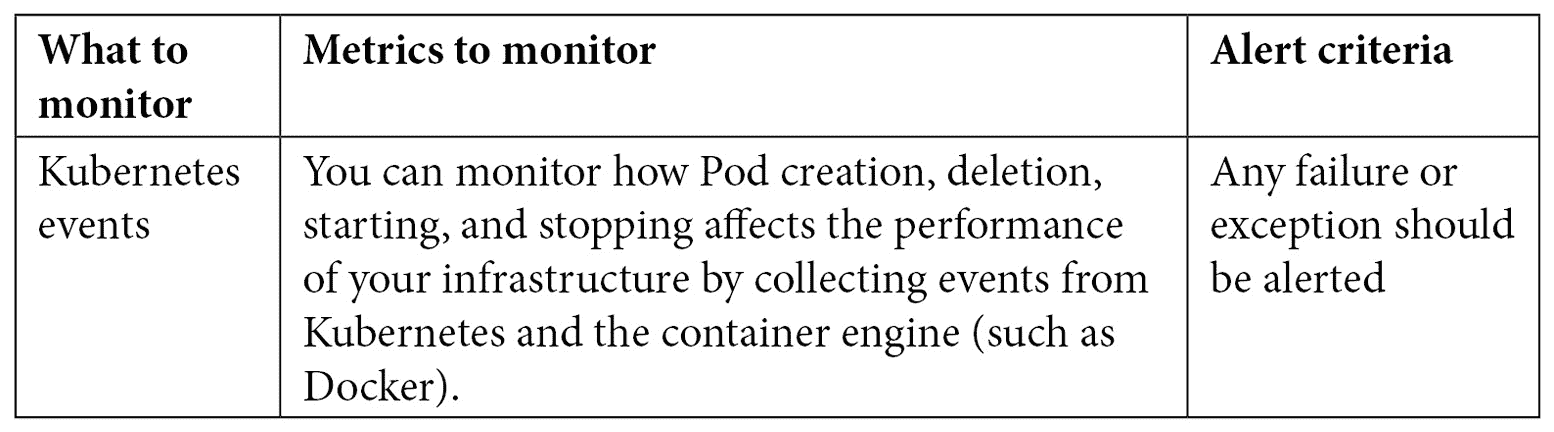 What to
monitor
Metrics to monitor
Alert criteria
Kubernetes
events
You can monitor how Pod creation, deletion,
starting, and stopping affects the performance
of your infrastructure by collecting events from
Kubernetes and the container engine (such as
Docker).
Any failure or
exception should
be alerted